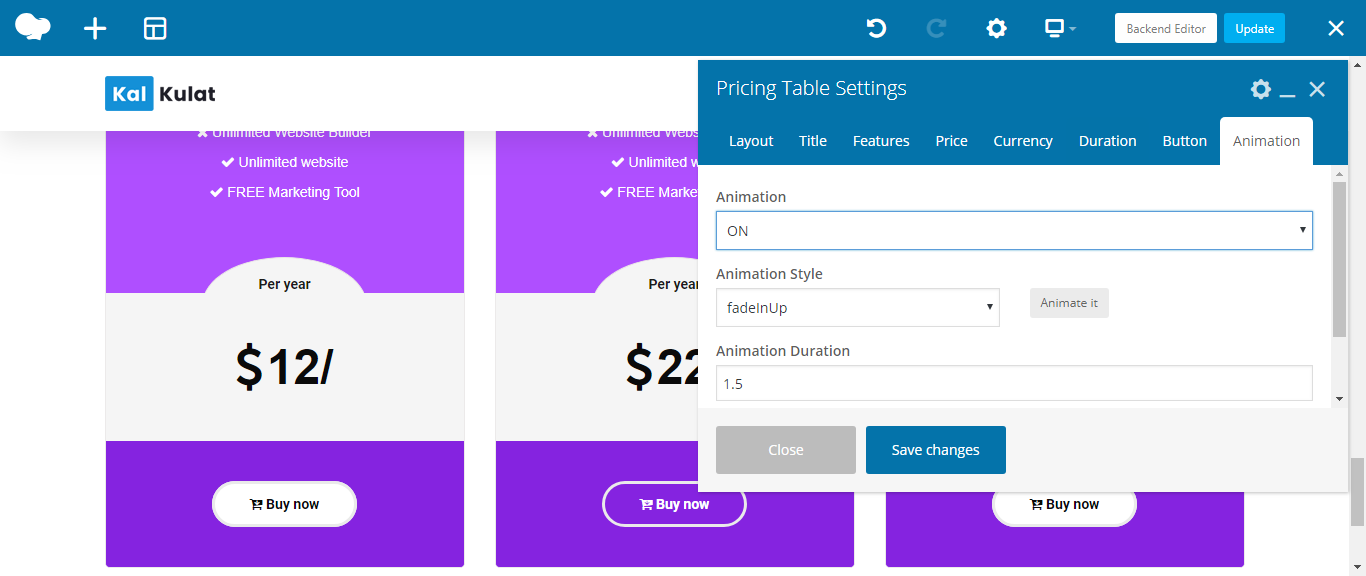 Backend Editor
Update
Kal Kulat
Pricing Table Settings
Layout Title Features Price Currency Duration Button Animation
Animation
ON
Animation Style
fadeInUp
Animate it
Animation Duration
1.5
Close
Save changes
Unlimited Website Builder
Unlimited website
FREE Marketing Tool
Per year
$12/
Buy now
Unlimited Webs
Unlimited w
FREE Marke
Per yea
$22
Buy now
Buy now